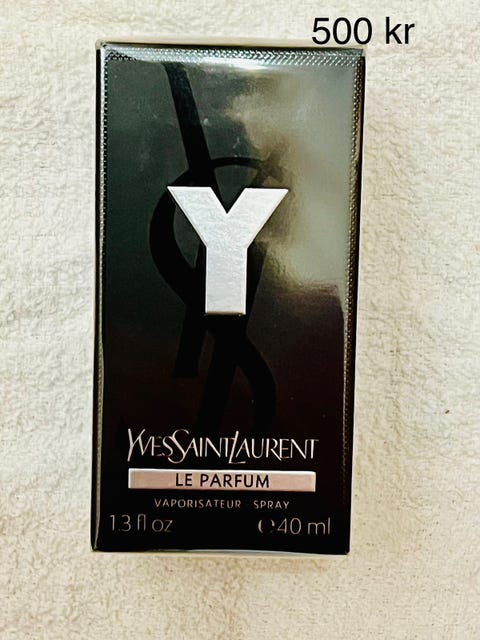 500 kr
Y
YVESSAINTLAURENT
LE PARFUM
VAPORISATEUR · SPRAY
1.3 fl oz ℮40 ml